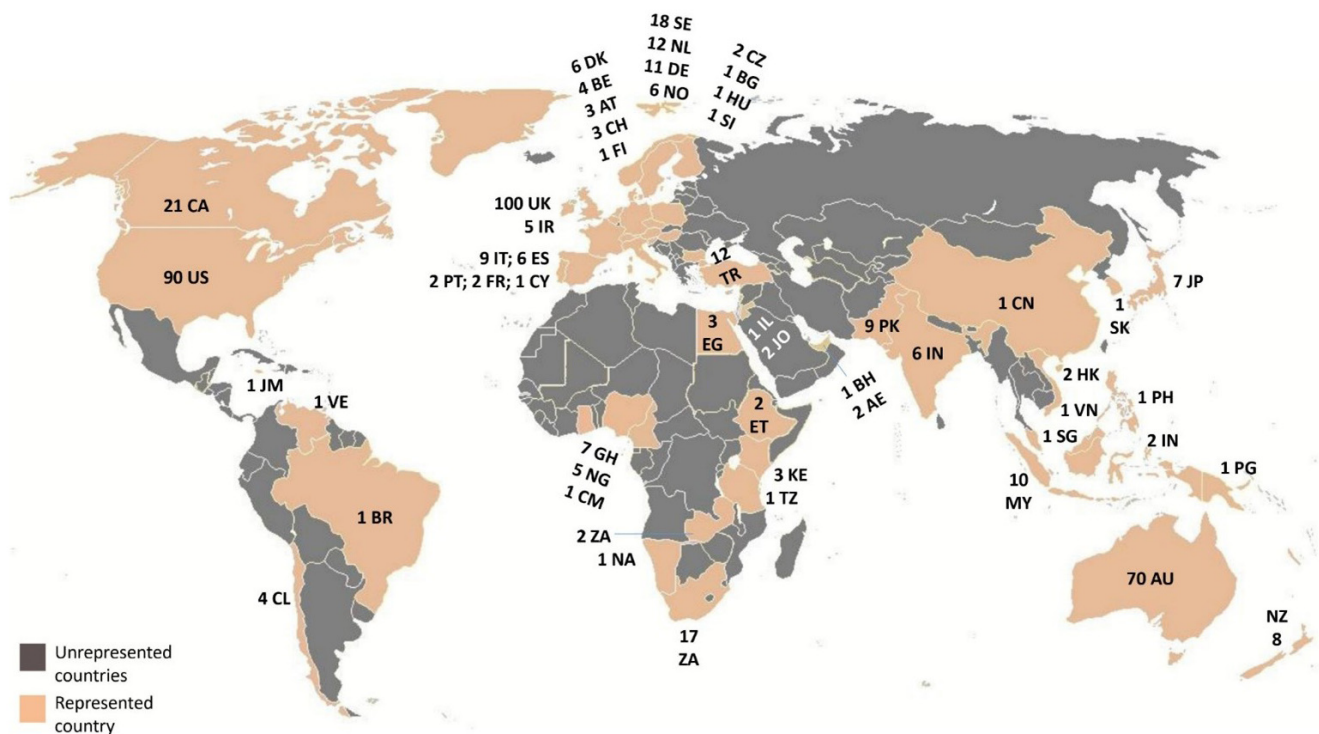 18 SE
12 NL
11 DE
6 NO
6 DK
4 BE
3 AT
3 CH
1 FI
2 CZ
1 BG
1 HU
1 SI
21 CA
100 UK
5 IR
90 US
9 IT; 6 ES
2 PT; 2 FR; 1 CY
12
TR
7 JP
1 CN
1
SK
3
EG
1 IL
2 JO
9 PK
6 IN
1 JM
1 VE
2 HK
1 BH
2 AE
1 VN
1 PH
2
ET
1 SG
2 IN
7 GH
5 NG
1 CM
3 KE
1 TZ
10
MY
1 PG
1 BR
2 ZA
1 NA
70 AU
4 CL
NZ
8
17
ZA
Unrepresented
countries
Represented
country